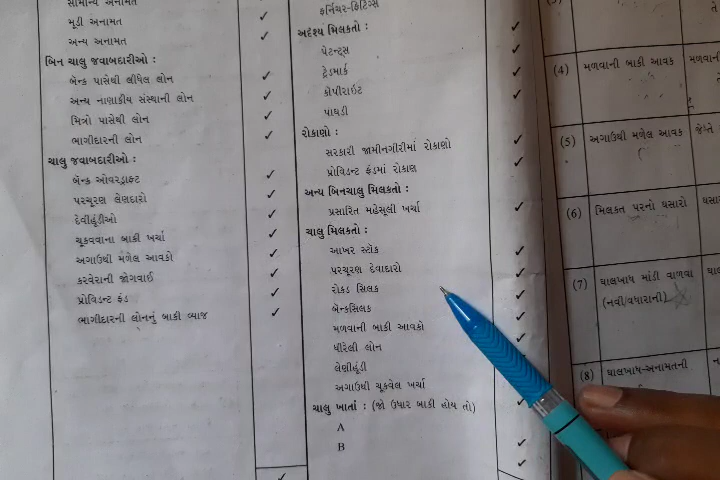 સામાન્ય અનામત
મૂડી અનામત
અન્ય અનામત
બિન ચાલુ જવાબદારીઓ :
બૅન્ક પાસેથી લીધેલ લોન
અન્ય નાણાકીય સંસ્થાની લોન
મિત્રો પાસેથી લોન
ભાગીદારની લોન
ચાલુ જવાબદારીઓ :
બૅન્ક ઓવરડ્રાફ્ટ
પરચૂરણ લેણદારો
દેવીહૂંડીઓ
ચૂકવવાના બાકી ખર્ચા
અગાઉથી મળેલ આવકો
કરવેરાની જોગવાઈ
પ્રોવિડન્ટ ફંડ
ભાગીદારની લોનનું બાકી વ્યાજ
ફર્નિચર-ફિટિંગ્સ
અદૃશ્ય મિલકતો :
પેટન્ટ્સ
ટ્રેડમાર્ક
કૉપીરાઇટ
પાઘડી
રોકાણો :
સરકારી જામીનગીરીમાં રોકાણો
પ્રોવિડન્ટ ફંડમાં રોકાણ
અન્ય બિનચાલુ મિલકતો :
પ્રસારિત મહેસૂલી ખર્ચા
ચાલુ મિલકતો :
આખર સ્ટૉક
પરચૂરણ દેવાદારો
રોકડ સિલક
બૅન્કસિલક
મળવાની બાકી આવકો
ધીરેલી લોન
લેણીહૂંડી
અગાઉથી ચૂકવેલ ખર્ચા
ચાલુ ખાતાં : (જો ઉધાર બાકી હોય તો)
A
B
(4) મળવાની બાકી આવક
(5) અગાઉથી મળેલ આવક
(6) મિલકત પરનો ઘસારો
(7) ઘાલખાધ માંડી વાળવા
(નવી/વધારાની)
(8) ઘાલખાધ-અનામતની